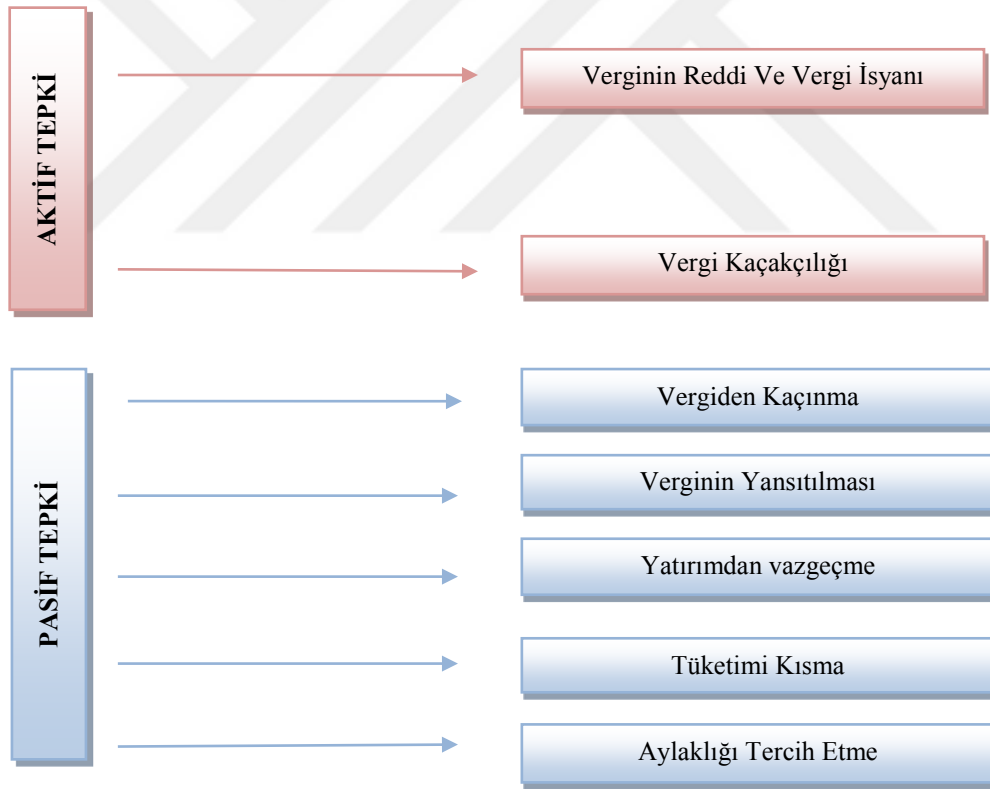 AKTİF TEPKİ
Verginin Reddi Ve Vergi İsyanı
Vergi Kaçakçılığı
PASİF TEPKİ
Vergiden Kaçınma
Verginin Yansıtılması
Yatırımdan vazgeçme
Tüketimi Kısma
Aylaklığı Tercih Etme